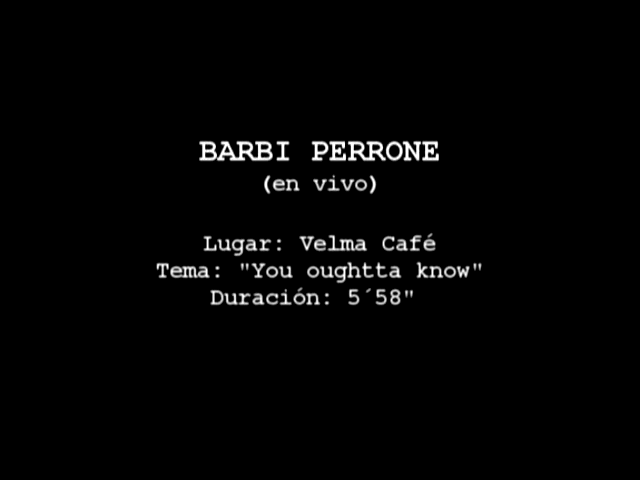 BARBI PERRONE
(en vivo)
Lugar: Velma Café
Tema: "You oughtta know"
Duración: 5´58"